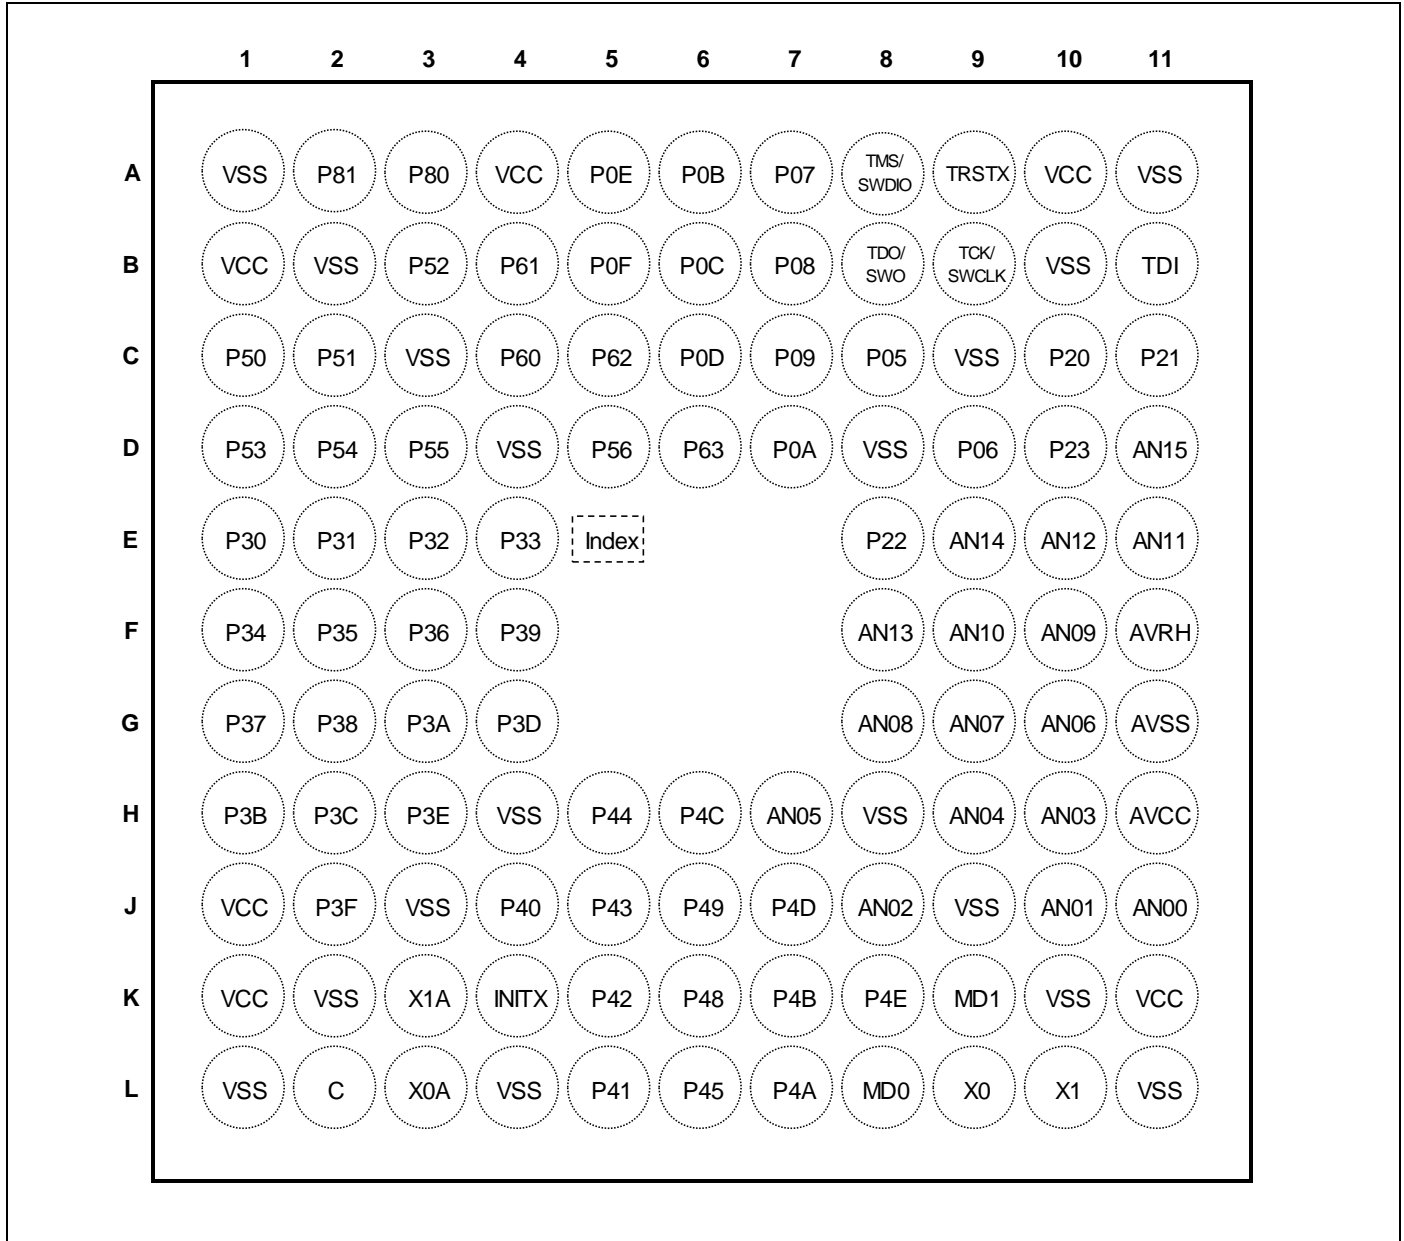 1 2 3 4 5 6 7 8 9 10 11
A VSS P81 P80 VCC P0E P0B P07 TMS/ SWDIO TRSTX VCC VSS
B VCC VSS P52 P61 P0F P0C P08 TDO/ SWO TCK/ SWCLK VSS TDI
C P50 P51 VSS P60 P62 P0D P09 P05 VSS P20 P21
D P53 P54 P55 VSS P56 P63 P0A VSS P06 P23 AN15
E P30 P31 P32 P33 Index P22 AN14 AN12 AN11
F P34 P35 P36 P39 AN13 AN10 AN09 AVRH
G P37 P38 P3A P3D AN08 AN07 AN06 AVSS
H P3B P3C P3E VSS P44 P4C AN05 VSS AN04 AN03 AVCC
J VCC P3F VSS P40 P43 P49 P4D AN02 VSS AN01 AN00
K VCC VSS X1A INITX P42 P48 P4B P4E MD1 VSS VCC
L VSS C X0A VSS P41 P45 P4A MD0 X0 X1 VSS